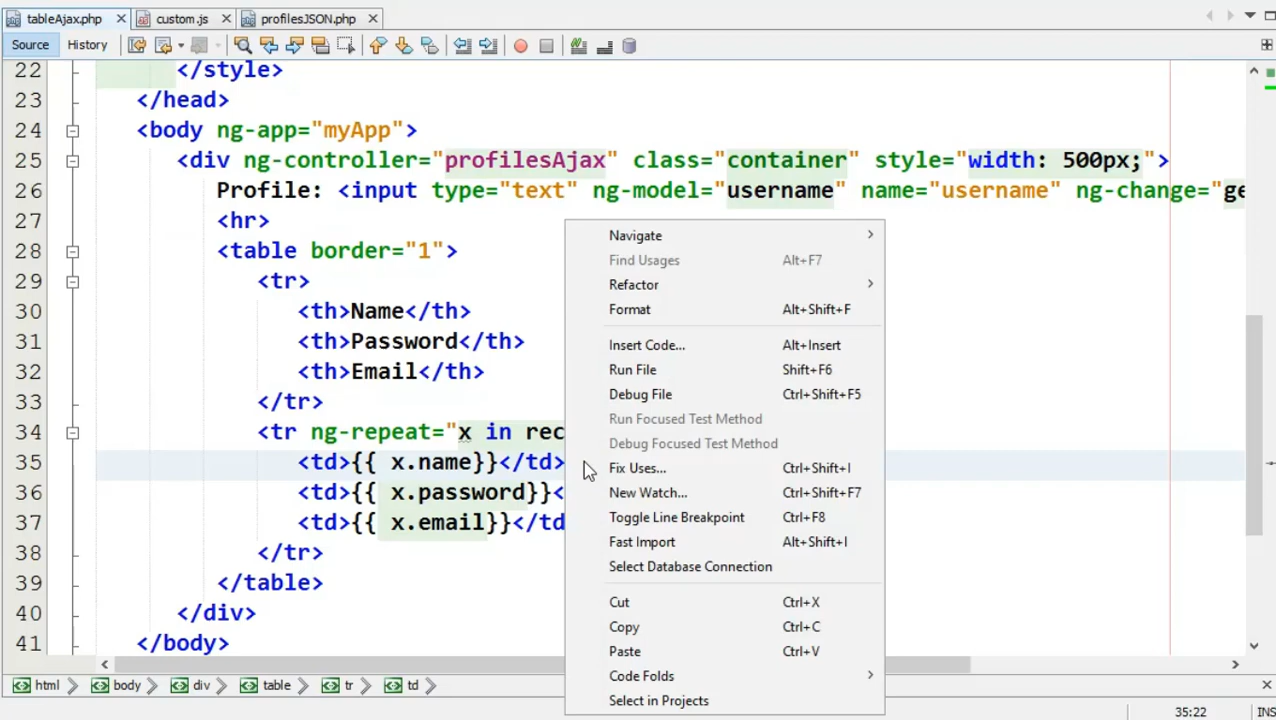 tableAjax.php custom.js profilesJSON.php
Source History
22 </style>
23 </head>
24 <body ng-app="myApp">
25 <div ng-controller="profilesAjax" class="container" style="width: 500px;">
26 Profile: <input type="text" ng-model="username" name="username" ng-change="ge
27 <hr>
28 <table border="1">
29 <tr>
30 <th>Name</th>
31 <th>Password</th>
32 <th>Email</th>
33 </tr>
34 <tr ng-repeat="x in rec
35 <td>{{ x.name}}</td>
36 <td>{{ x.password}}<
37 <td>{{ x.email}}</td
38 </tr>
39 </table>
40 </div>
41 </body>
Navigate
Find Usages Alt+F7
Refactor
Format Alt+Shift+F
Insert Code... Alt+Insert
Run File Shift+F6
Debug File Ctrl+Shift+F5
Run Focused Test Method
Debug Focused Test Method
Fix Uses... Ctrl+Shift+I
New Watch... Ctrl+Shift+F7
Toggle Line Breakpoint Ctrl+F8
Fast Import Alt+Shift+I
Select Database Connection
Cut Ctrl+X
Copy Ctrl+C
Paste Ctrl+V
Code Folds
Select in Projects
html body div table tr td
35:22 INS